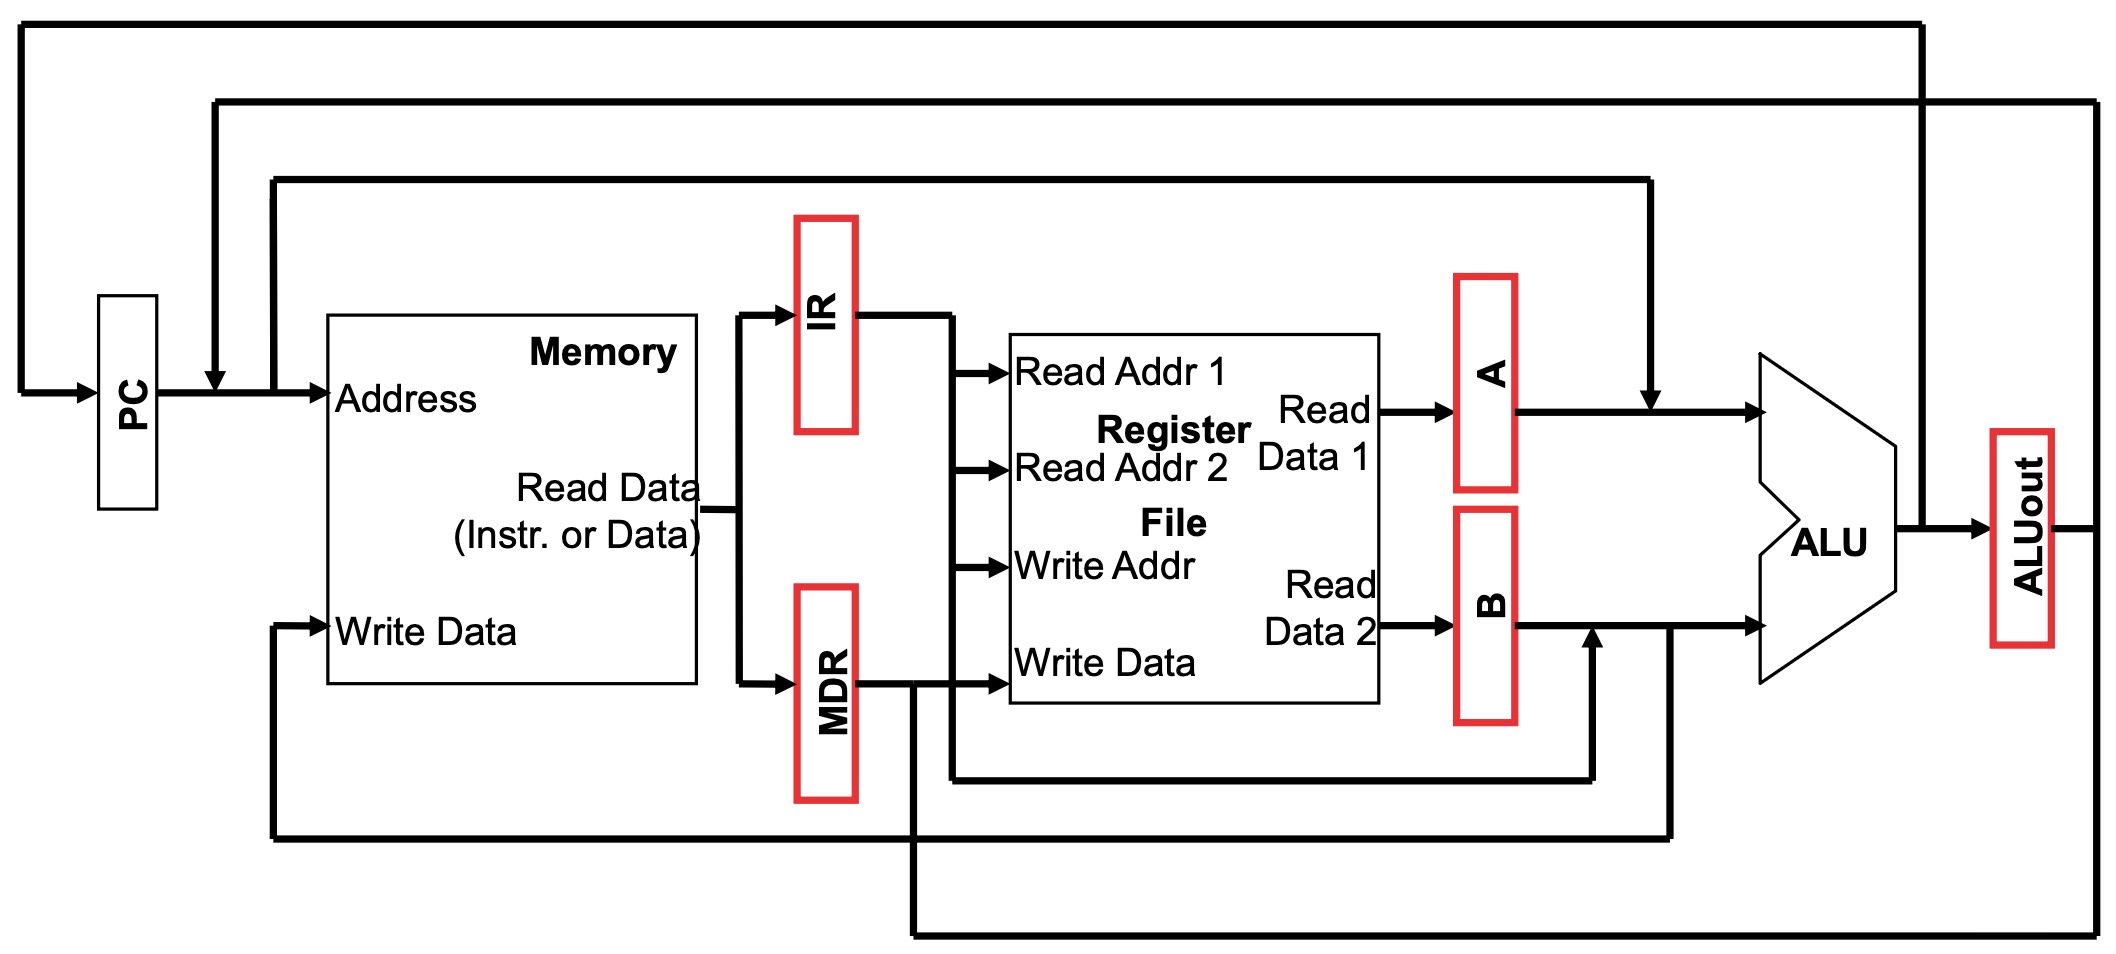 PC
Memory
Address
Read Data
(Instr. or Data)
Write Data
IR
MDR
Read Addr 1
Register
Read Addr 2
File
Write Addr
Write Data
Read
Data 1
Read
Data 2
A
B
ALU
ALUout